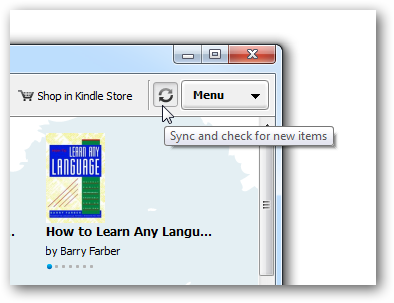 Shop in Kindle Store
Menu
Sync and check for new items
LEARN ANY
LANGUAGE
BARRY FARBER
. How to Learn Any Langu...
by Barry Farber